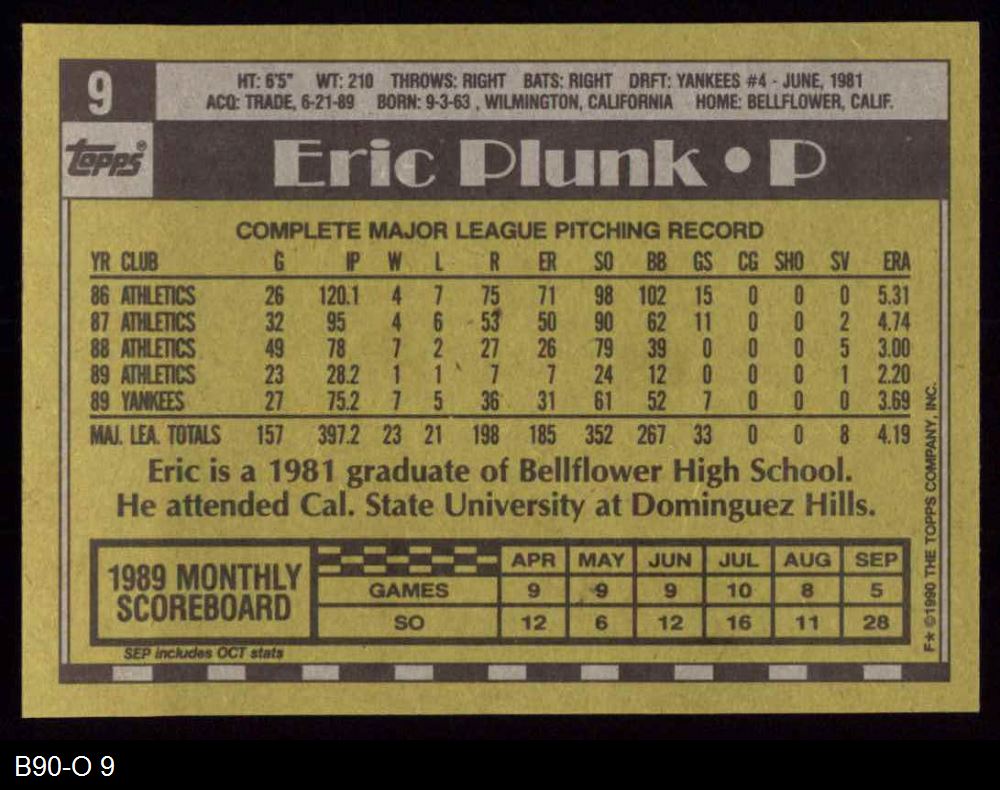 9
HT: 6'5" WT: 210 THROWS: RIGHT BATS: RIGHT DRFT: YANKEES #4 - JUNE, 1981
ACQ: TRADE, 6-21-89 BORN: 9-3-63 , WILMINGTON, CALIFORNIA HOME: BELLFLOWER, CALIF.
Topps®
Eric Plunk • P
COMPLETE MAJOR LEAGUE PITCHING RECORD
YR CLUB G IP W L R ER SO BB GS CG SHO SV ERA
86 ATHLETICS 26 120.1 4 7 75 71 98 102 15 0 0 0 5.31
87 ATHLETICS 32 95 4 6 53 50 90 62 11 0 0 2 4.74
88 ATHLETICS 49 78 7 2 27 26 79 39 0 0 0 5 3.00
89 ATHLETICS 23 28.2 1 1 7 7 24 12 0 0 0 1 2.20
89 YANKEES 27 75.2 7 5 36 31 61 52 7 0 0 0 3.69
MAJ. LEA. TOTALS 157 397.2 23 21 198 185 352 267 33 0 0 8 4.19
Eric is a 1981 graduate of Bellflower High School.
He attended Cal. State University at Dominguez Hills.
1989 MONTHLY
SCOREBOARD
APR MAY JUN JUL AUG SEP
GAMES 9 9 9 10 8 5
SO 12 6 12 16 11 28
SEP includes OCT stats
F* ©1990 THE TOPPS COMPANY, INC.
B90-O 9